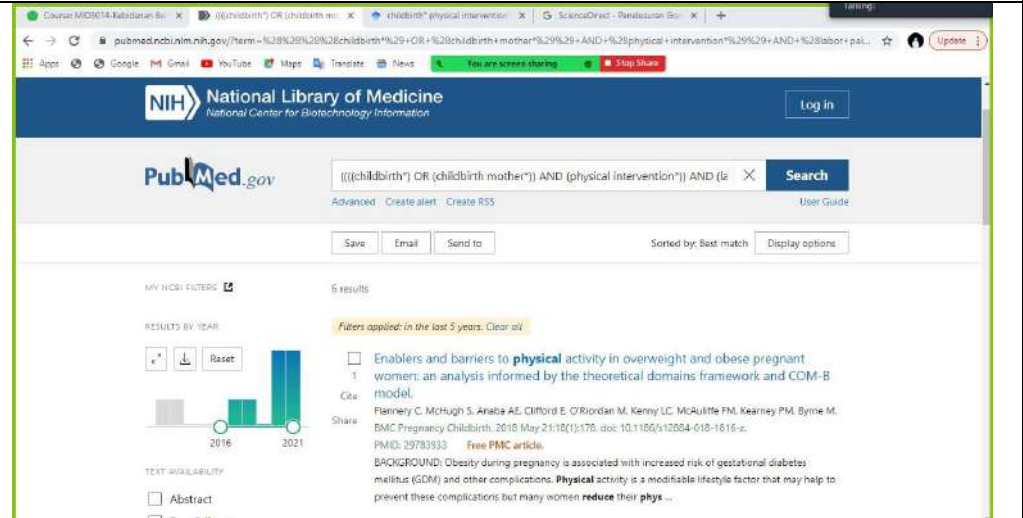 Course: MIO9014-Kebidanan
((((childbirth*) OR (childbirth mo
childbirth* physical intervention
ScienceDirect - Penelusuran Goo
Talking:
pubmed.ncbi.nlm.nih.gov/?term=%28%28%28%28childbirth*%29+OR+%28childbirth+mother*%29%29+AND+%28physical+intervention*%29%29+AND+%28labor+pai...
Update
Apps Google Gmail YouTube Maps Translate News You are screen sharing Stop Share
NIH National Library of Medicine
National Center for Biotechnology Information
Log in
PubMed.gov
((((childbirth*) OR (childbirth mother*)) AND (physical intervention*)) AND (la
Search
Advanced Create alert Create RSS
User Guide
Save Email Send to
Sorted by: Best match Display options
MY NCBI FILTERS
6 results
RESULTS BY YEAR
Filters applied: in the last 5 years. Clear all
Reset
2016 2021
1
Cite
Share
Enablers and barriers to physical activity in overweight and obese pregnant
women: an analysis informed by the theoretical domains framework and COM-B
model.
Flannery C, McHugh S, Anaba AE, Clifford E, O'Riordan M, Kenny LC, McAuliffe FM, Kearney PM, Byrne M.
BMC Pregnancy Childbirth. 2018 May 21;18(1):178. doi: 10.1186/s12884-018-1816-z.
PMID: 29783933 Free PMC article.
BACKGROUND: Obesity during pregnancy is associated with increased risk of gestational diabetes
mellitus (GDM) and other complications. Physical activity is a modifiable lifestyle factor that may help to
prevent these complications but many women reduce their phys ...
TEXT AVAILABILITY
Abstract